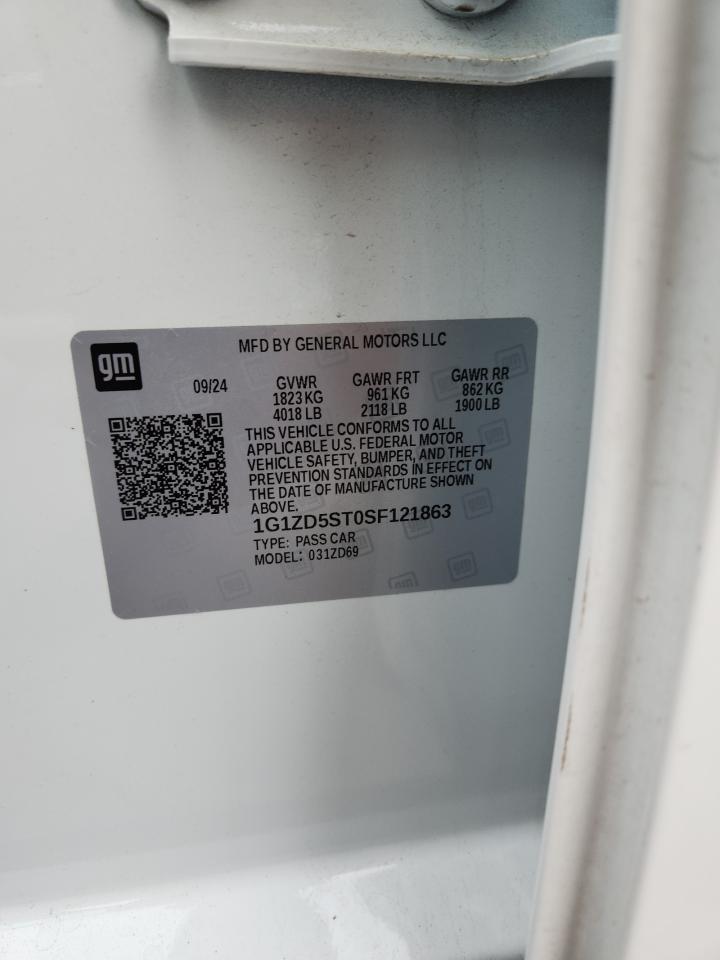 gm
MFD BY GENERAL MOTORS LLC
09/24 GVWR GAWR FRT GAWR RR
1823 KG 961 KG 862 KG
4018 LB 2118 LB 1900 LB
THIS VEHICLE CONFORMS TO ALL
APPLICABLE U.S. FEDERAL MOTOR
VEHICLE SAFETY, BUMPER, AND THEFT
PREVENTION STANDARDS IN EFFECT ON
THE DATE OF MANUFACTURE SHOWN
ABOVE.
1G1ZD5ST0SF121863
TYPE: PASS CAR
MODEL: 031ZD69